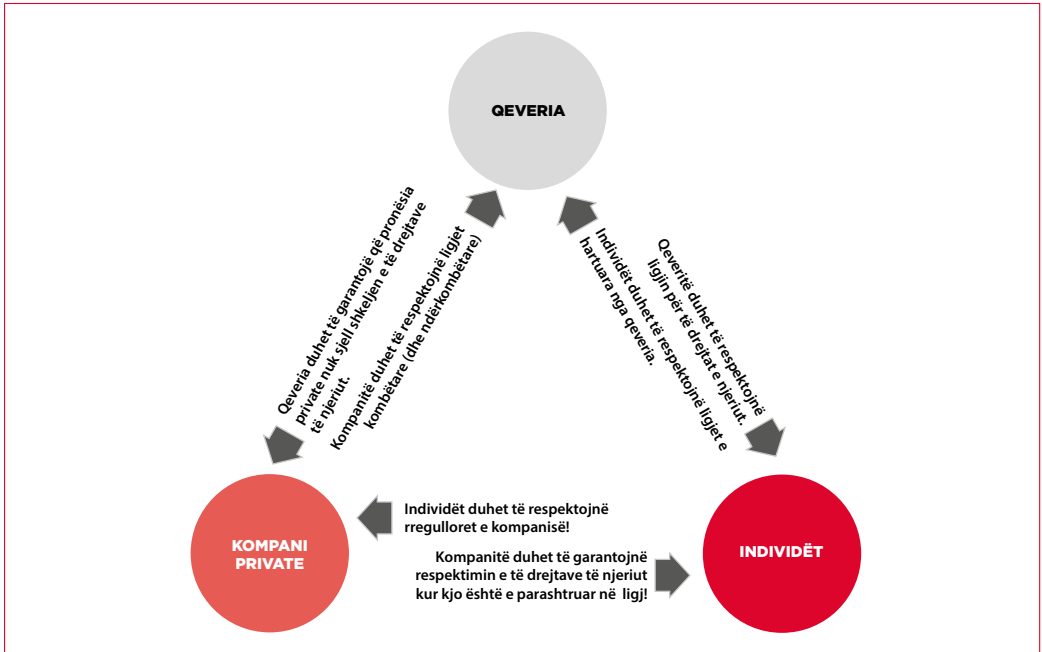 QEVERIA
Qeveria duhet të garantojë që pronësia
private nuk sjell shkeljen e të drejtave
të njeriut.
Kompanitë duhet të respektojnë ligjet
kombëtare (dhe ndërkombëtare)
Individët duhet të respektojnë ligjet e
hartuara nga qeveria.
Qeveritë duhet të respektojnë
ligjin për të drejtat e njeriut.
KOMPANI
PRIVATE
Individët duhet të respektojnë
rregulloret e kompanisë!
Kompanitë duhet të garantojnë
respektimin e të drejtave të njeriut
kur kjo është e parashtruar në ligj!
INDIVIDËT